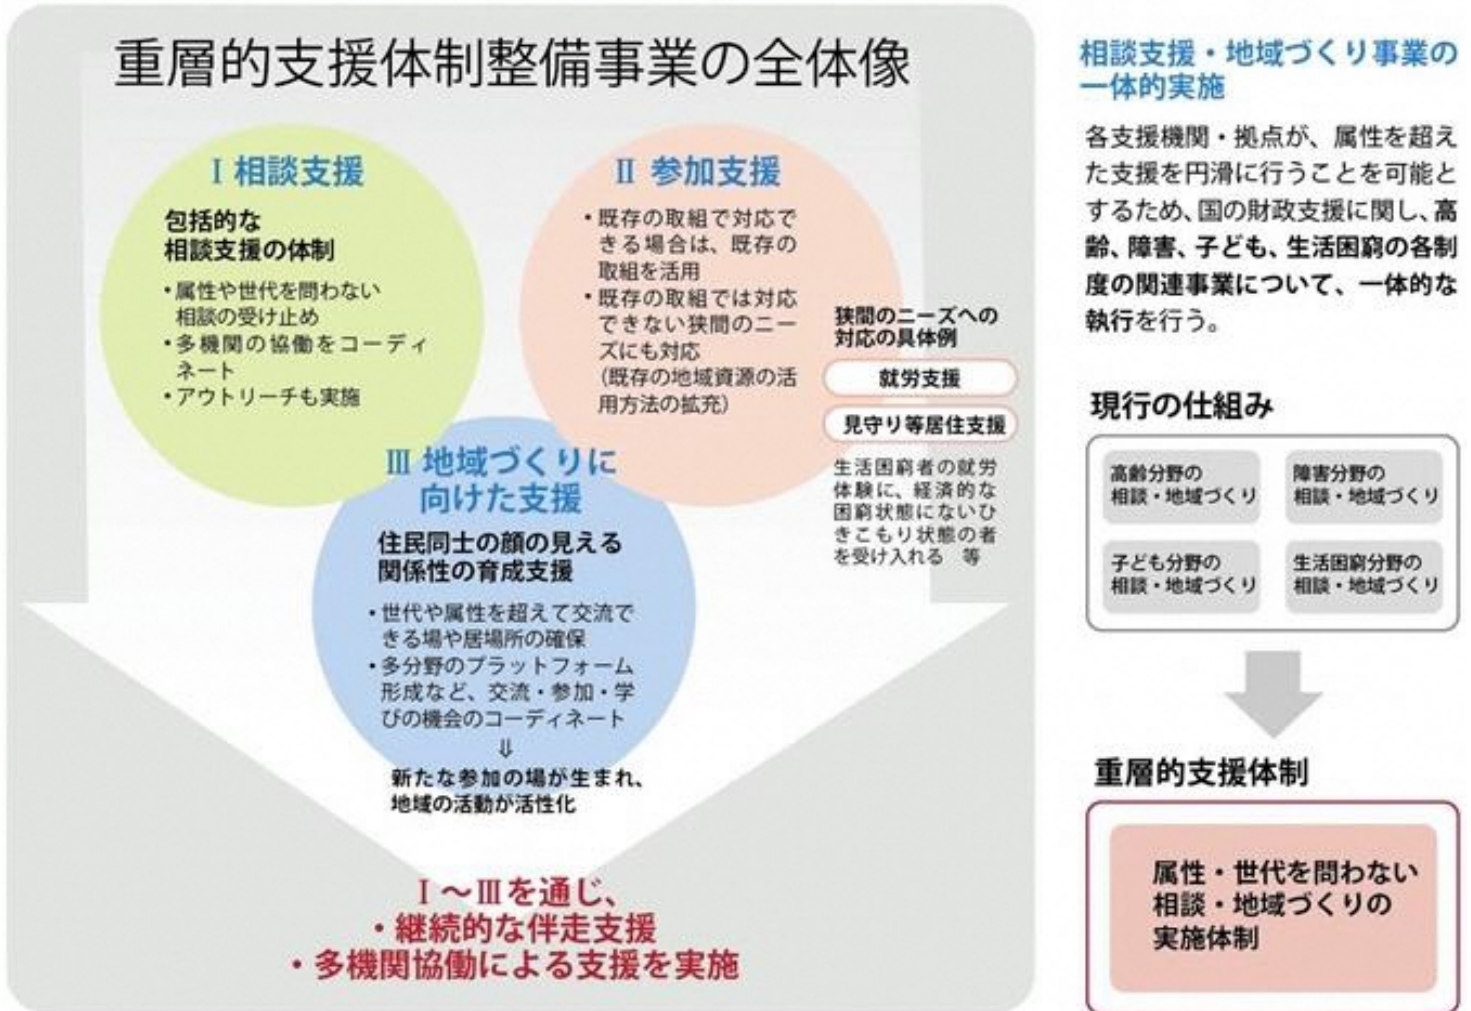 重層的支援体制整備事業の全体像
Ⅰ 相談支援
包括的な
相談支援の体制
・属性や世代を問わない
相談の受け止め
・多機関の協働をコーディ
ネート
・アウトリーチも実施
Ⅱ 参加支援
・既存の取組で対応で
きる場合は、既存の
取組を活用
・既存の取組では対応
できない狭間のニー
ズにも対応
(既存の地域資源の活
用方法の拡充)
狭間のニーズへの
対応の具体例
就労支援
見守り等居住支援
生活困窮者の就労
体験に、経済的な
困窮状態にないひ
きこもり状態の者
を受け入れる 等
Ⅲ 地域づくりに
向けた支援
住民同士の顔の見える
関係性の育成支援
・世代や属性を超えて交流で
きる場や居場所の確保
・多分野のプラットフォーム
形成など、交流・参加・学
びの機会のコーディネート
⇓
新たな参加の場が生まれ、
地域の活動が活性化
Ⅰ～Ⅲを通じ、
・継続的な伴走支援
・多機関協働による支援を実施
相談支援・地域づくり事業の
一体的実施
各支援機関・拠点が、属性を超え
た支援を円滑に行うことを可能と
するため、国の財政支援に関し、高
齢、障害、子ども、生活困窮の各制
度の関連事業について、一体的な
執行を行う。
現行の仕組み
高齢分野の
相談・地域づくり
障害分野の
相談・地域づくり
子ども分野の
相談・地域づくり
生活困窮分野の
相談・地域づくり
重層的支援体制
属性・世代を問わない
相談・地域づくりの
実施体制